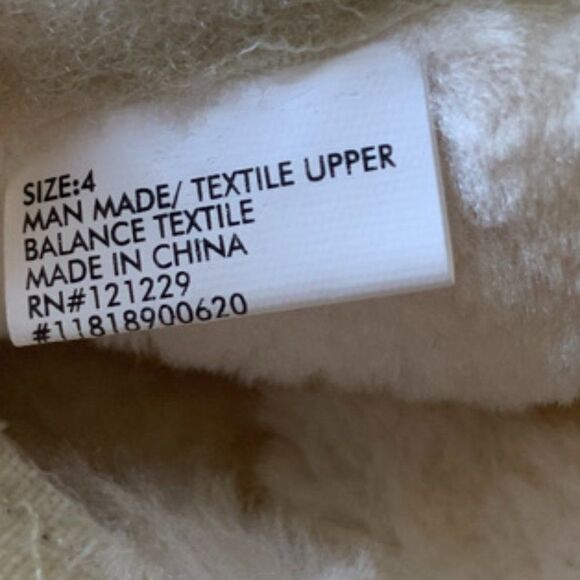 SIZE:4
MAN MADE/ TEXTILE UPPER
BALANCE TEXTILE
MADE IN CHINA
RN#121229
#11818900620